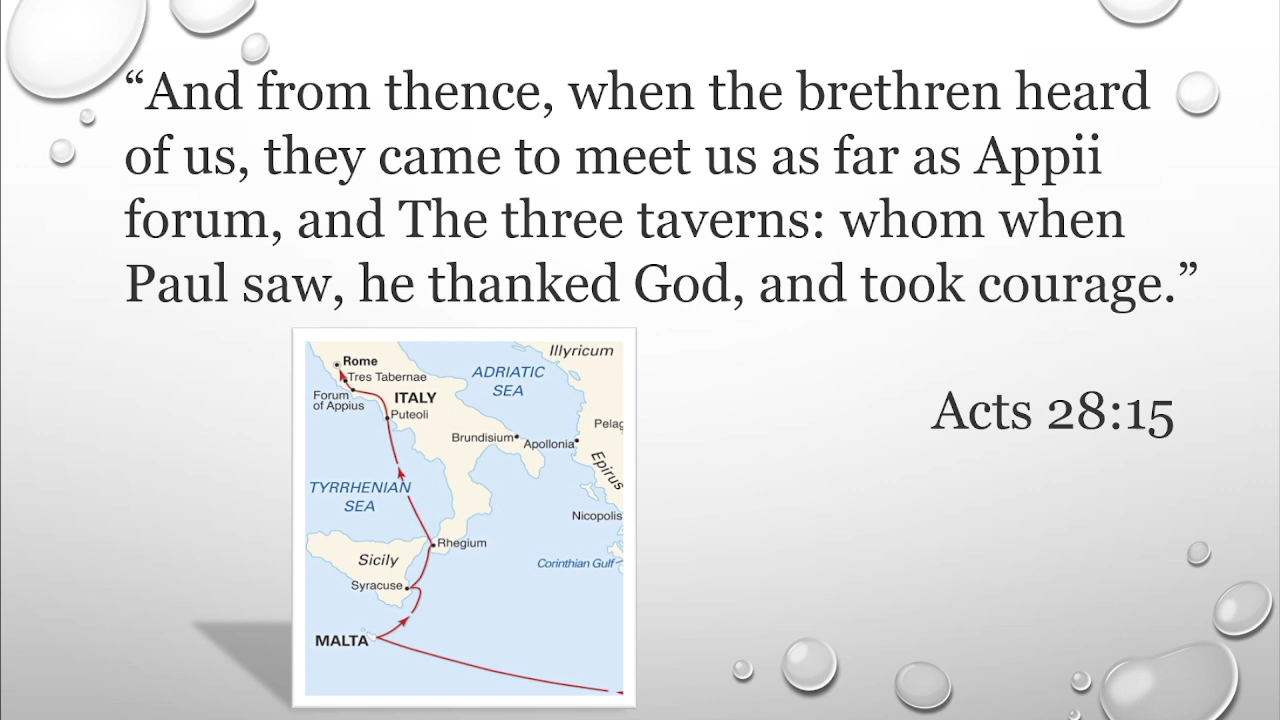 “And from thence, when the brethren heard
of us, they came to meet us as far as Appii
forum, and The three taverns: whom when
Paul saw, he thanked God, and took courage.”
Acts 28:15
Illyricum
Rome
Tres Tabernae
ADRIATIC
SEA
Forum
of Appius
ITALY
Puteoli
Brundisium
Apollonia
Pelag
Epirus
TYRRHENIAN
SEA
Nicopolis
Rhegium
Sicily
Corinthian Gulf
Syracuse
MALTA